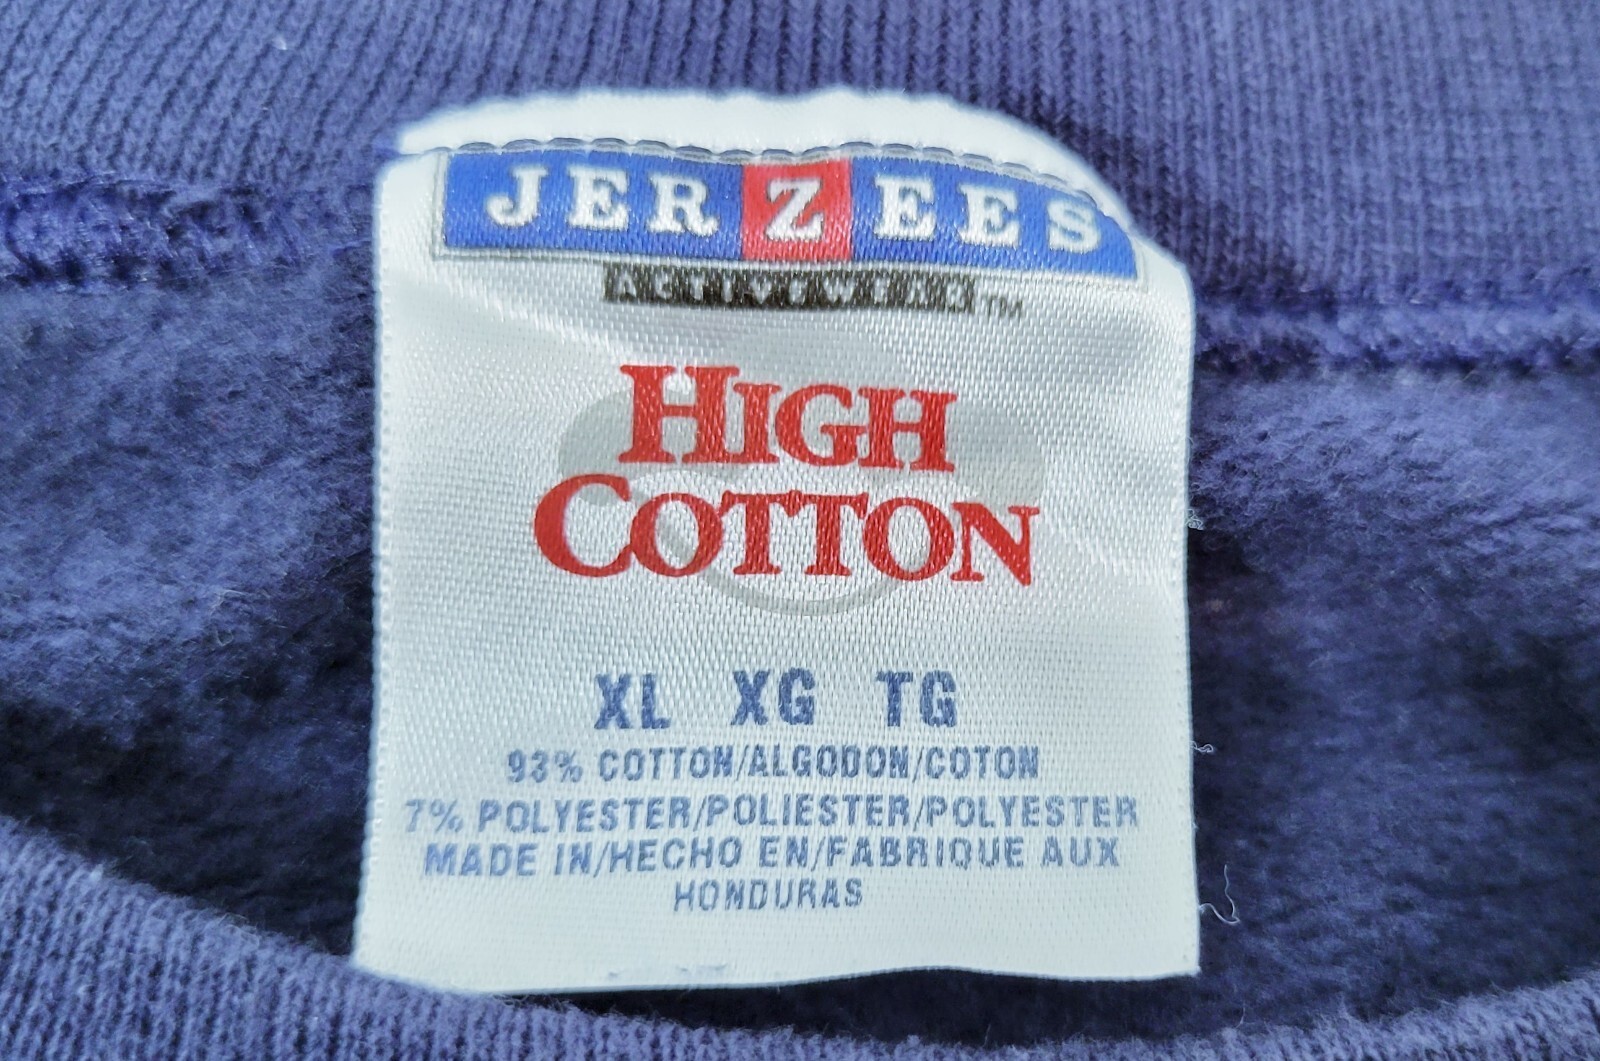 JERZEES
ACTIVEWEAR™
HIGH
COTTON
XL XG TG
93% COTTON/ALGODON/COTON
7% POLYESTER/POLIESTER/POLYESTER
MADE IN/HECHO EN/FABRIQUE AUX
HONDURAS